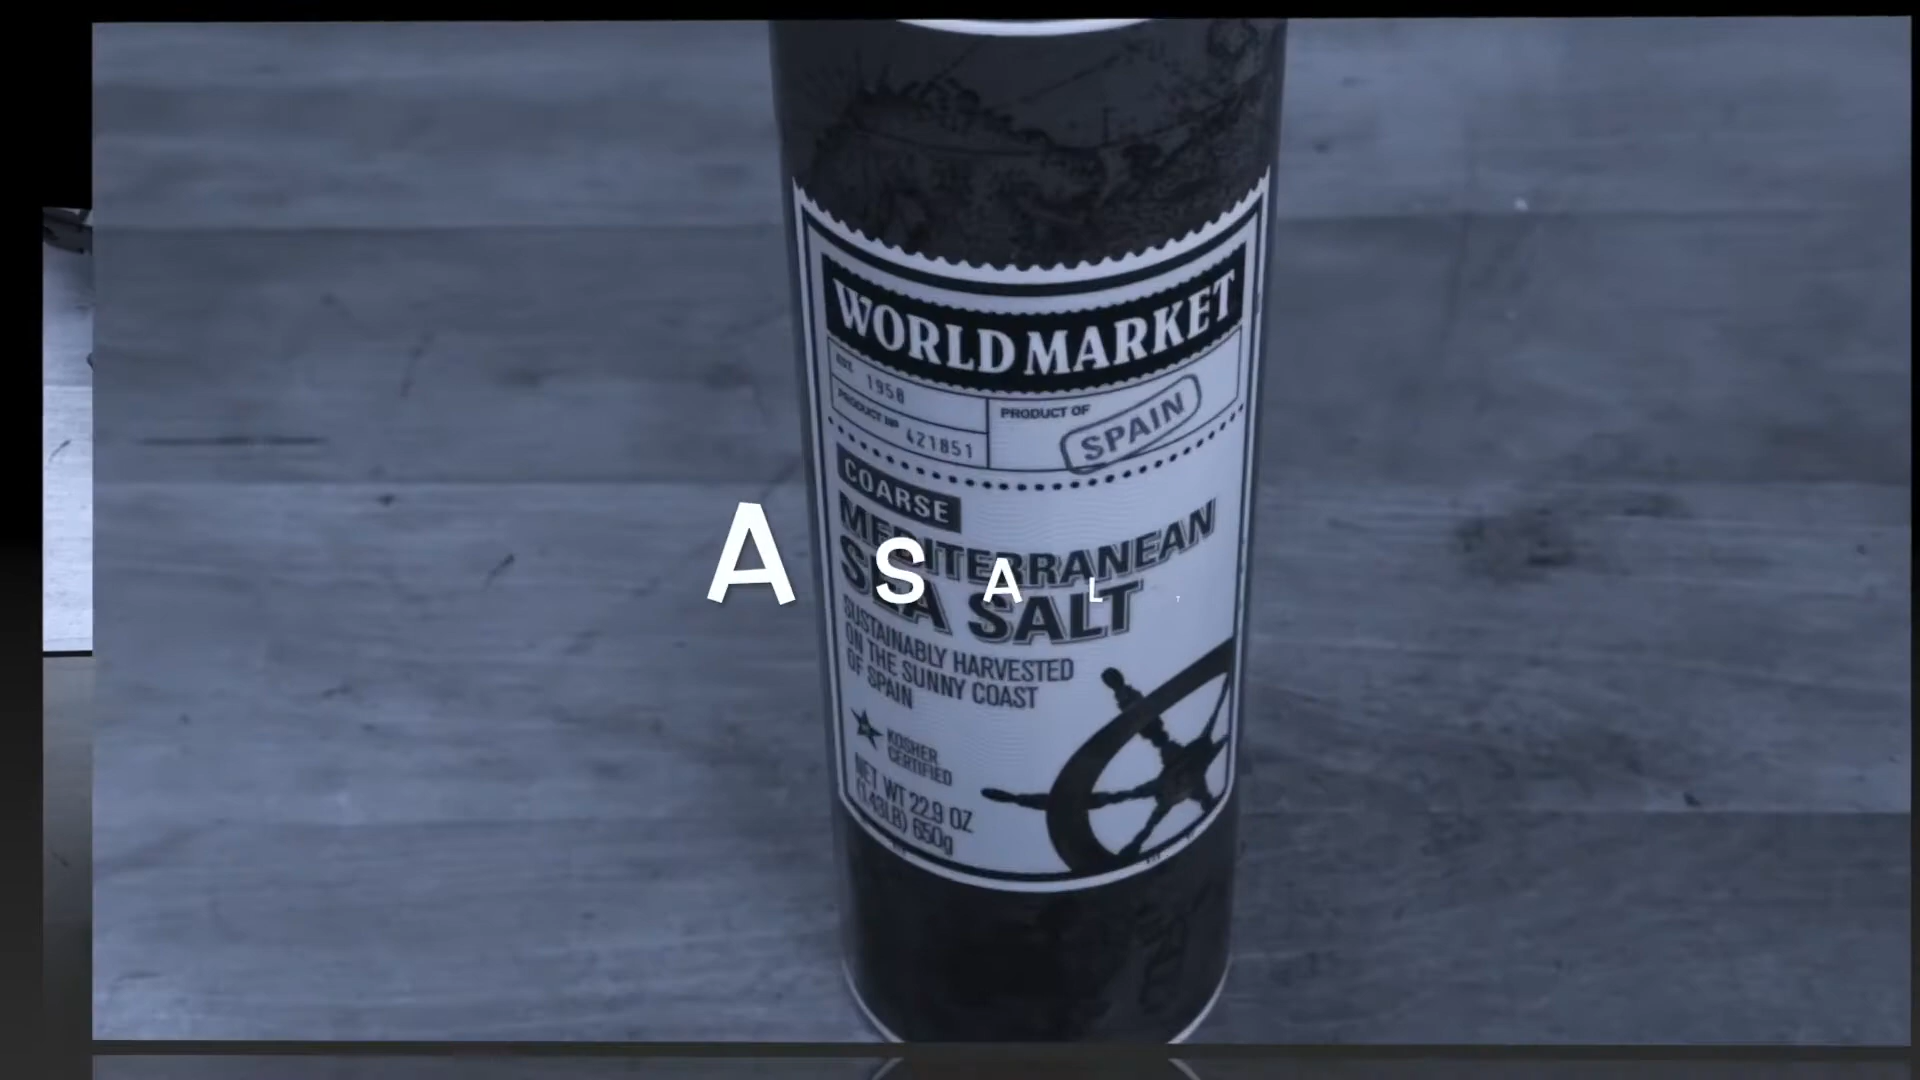 WORLD MARKET
EST. 1958
PRODUCT Nº 421851
PRODUCT OF SPAIN
COARSE
MEDITERRANEAN
SEA SALT
SUSTAINABLY HARVESTED
ON THE SUNNY COAST
OF SPAIN
KOSHER
CERTIFIED
NET WT 22.9 OZ
(1.43LB) 650g
A SALT